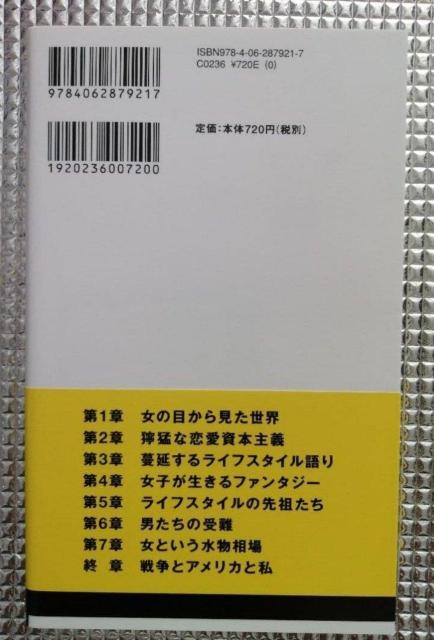 ISBN978-4-06-287921-7
C0236 ¥720E (0)
9784062879217
定価:本体720円(税別)
1920236007200
第1章 女の目から見た世界
第2章 獰猛な恋愛資本主義
第3章 蔓延するライフスタイル語り
第4章 女子が生きるファンタジー
第5章 ライフスタイルの先祖たち
第6章 男たちの受難
第7章 女という水物相場
終 章 戦争とアメリカと私